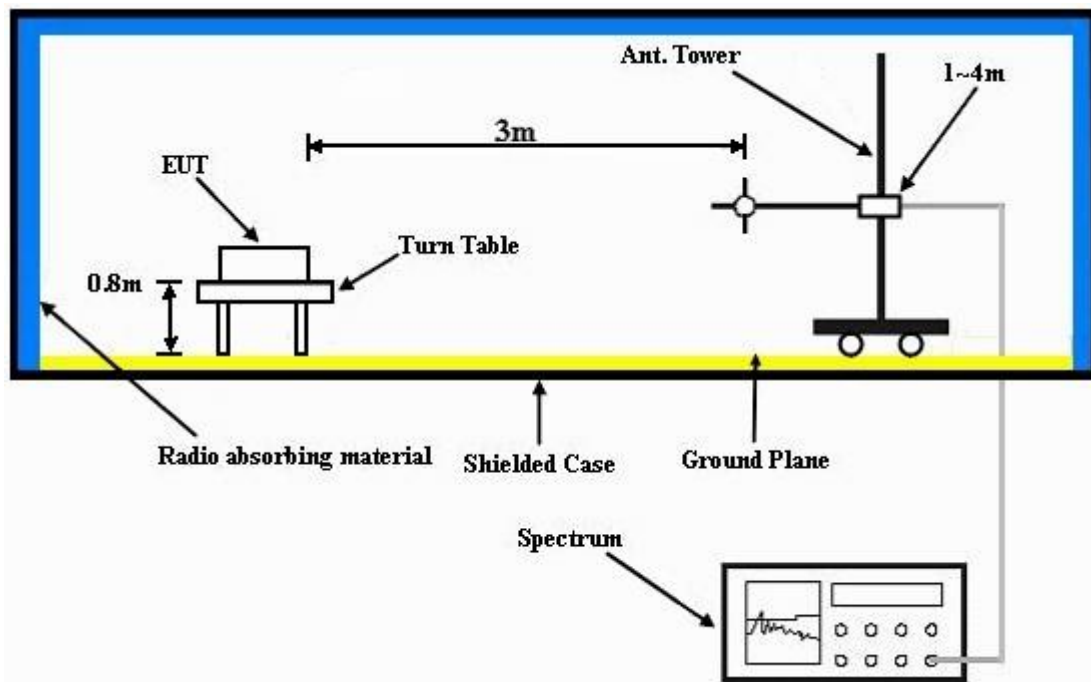 Ant. Tower
1~4m
3m
EUT
Turn Table
0.8m
Radio absorbing material
Shielded Case
Ground Plane
Spectrum